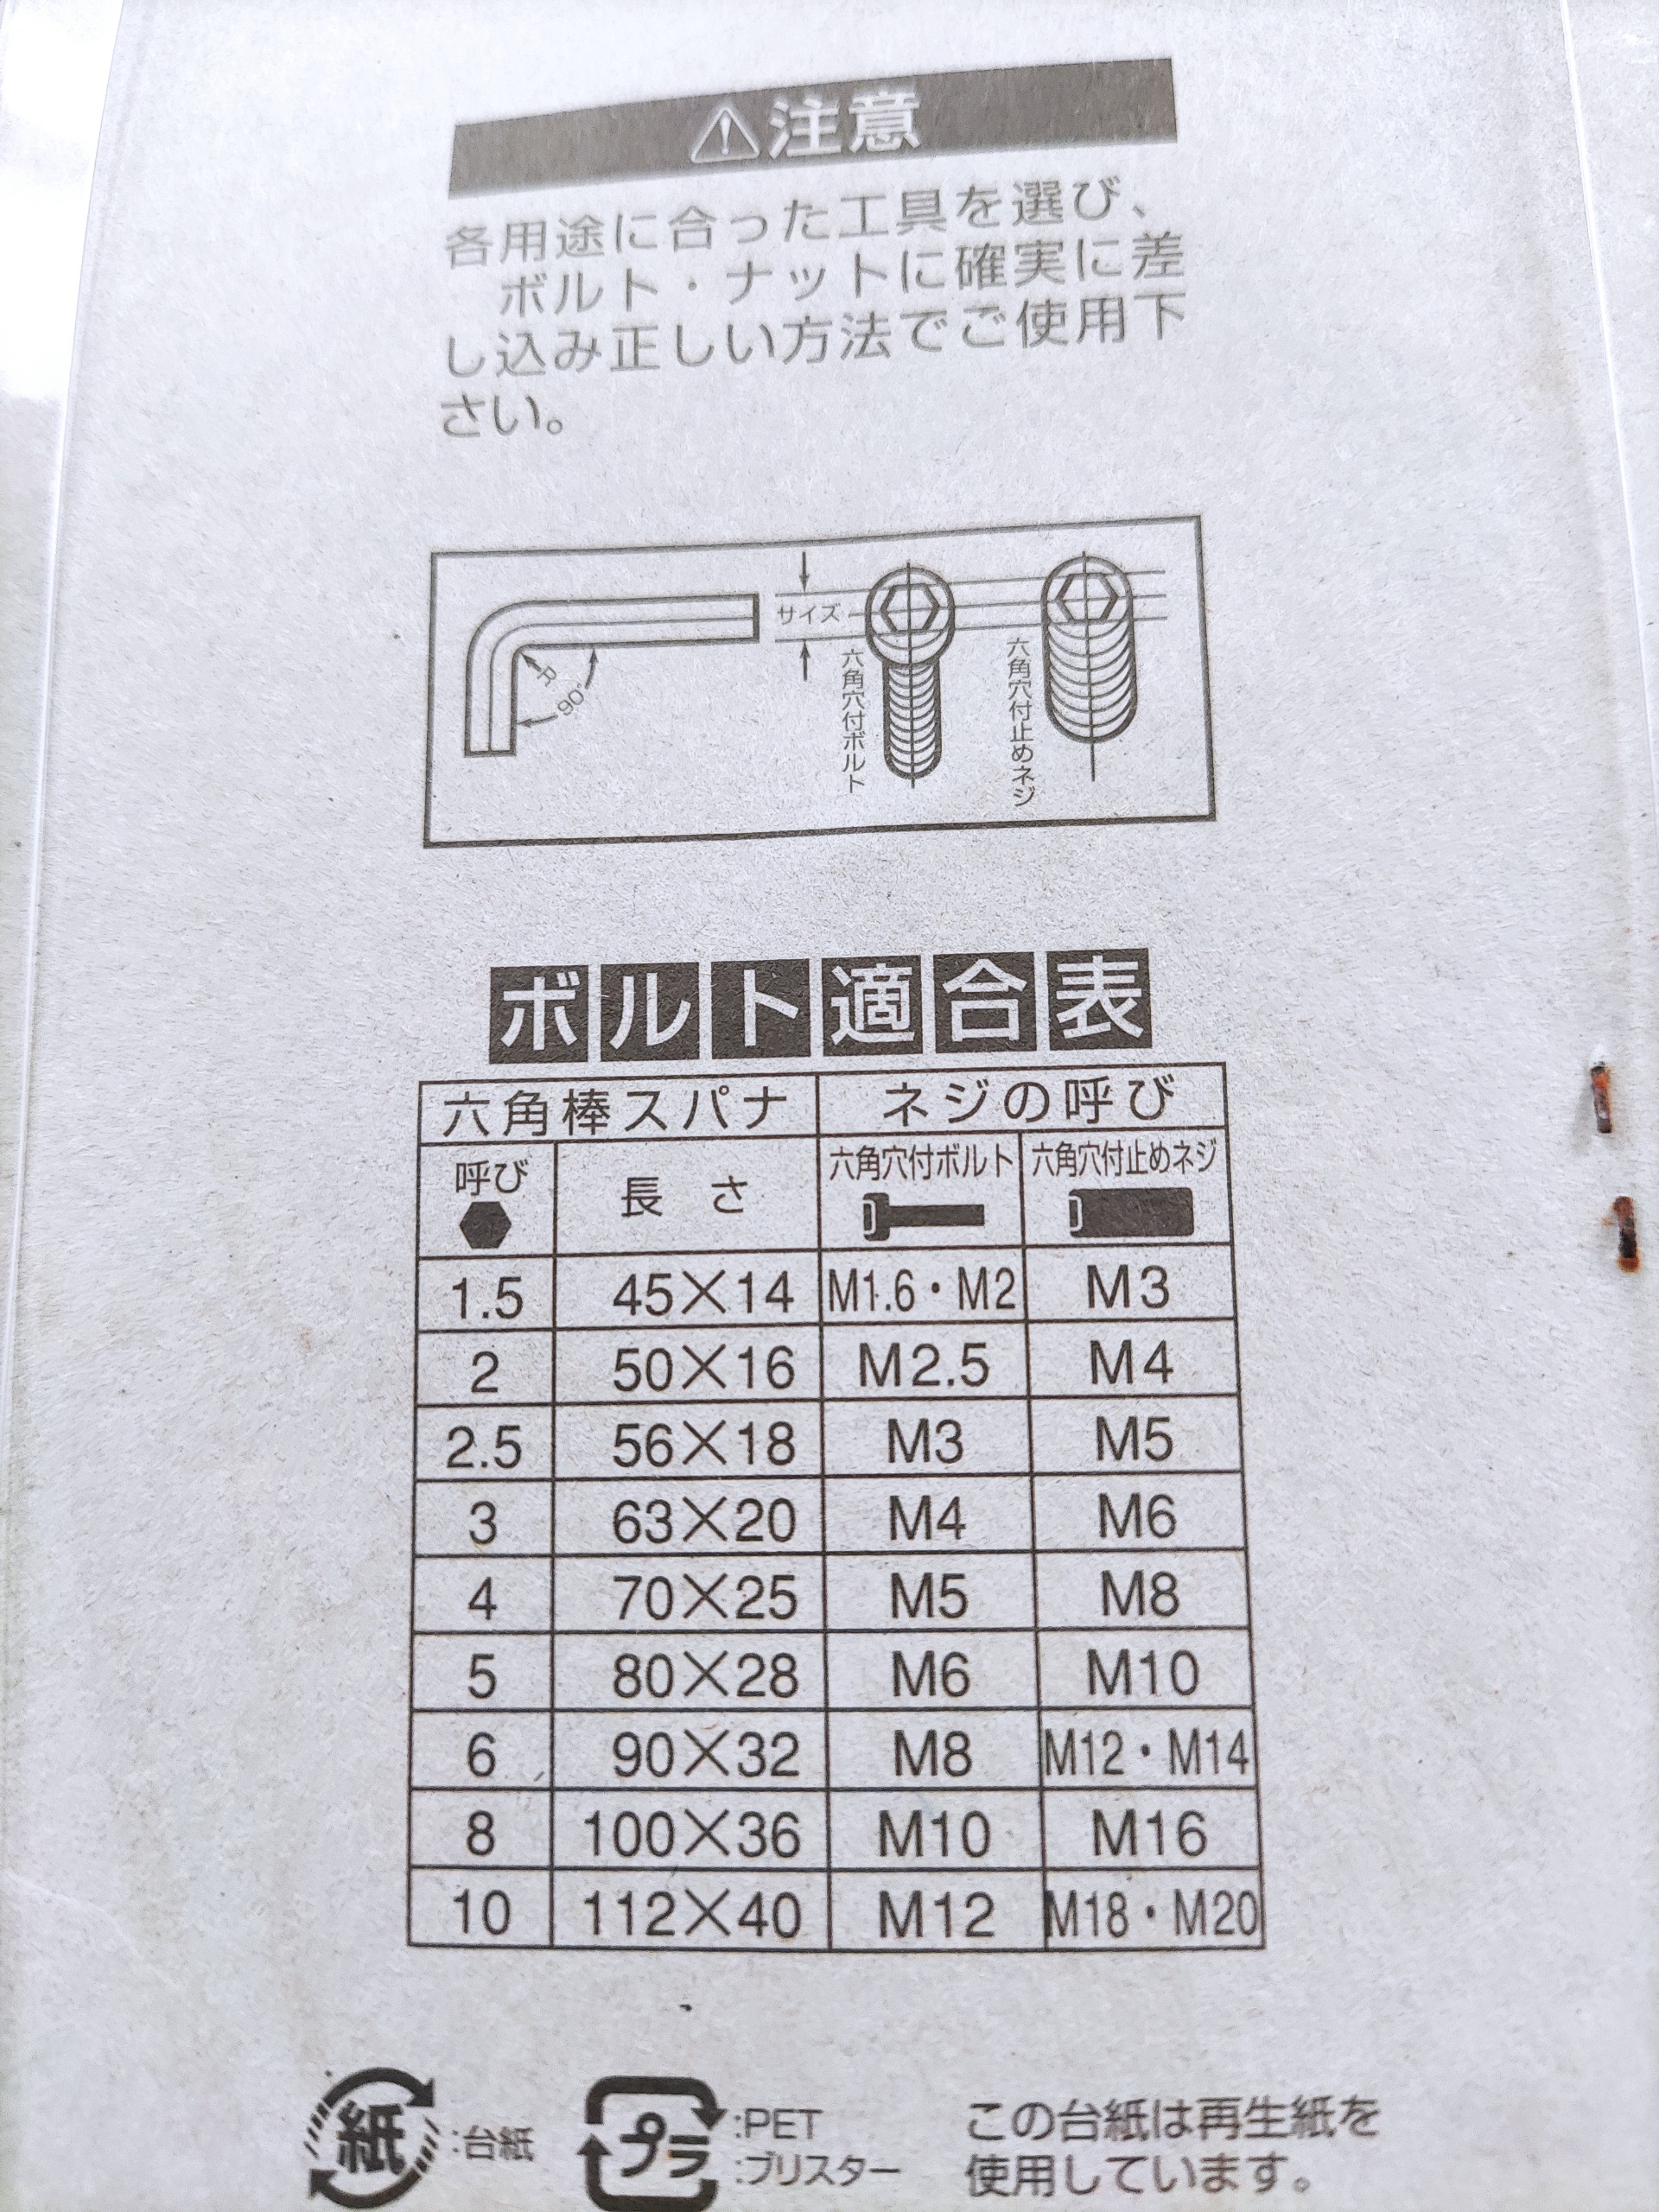 ⚠注意
各用途に合った工具を選び、
ボルト・ナットに確実に差
し込み正しい方法でご使用下
さい。
サイズ
R
90°
六角穴付ボルト
六角穴付止めネジ
ボルト適合表
六角棒スパナ ネジの呼び
呼び 長さ 六角穴付ボルト 六角穴付止めネジ
1.5 45×14 M1.6・M2 M3
2 50×16 M2.5 M4
2.5 56×18 M3 M5
3 63×20 M4 M6
4 70×25 M5 M8
5 80×28 M6 M10
6 90×32 M8 M12・M14
8 100×36 M10 M16
10 112×40 M12 M18・M20
紙 :台紙
プラ :PET
:ブリスター
この台紙は再生紙を
使用しています。